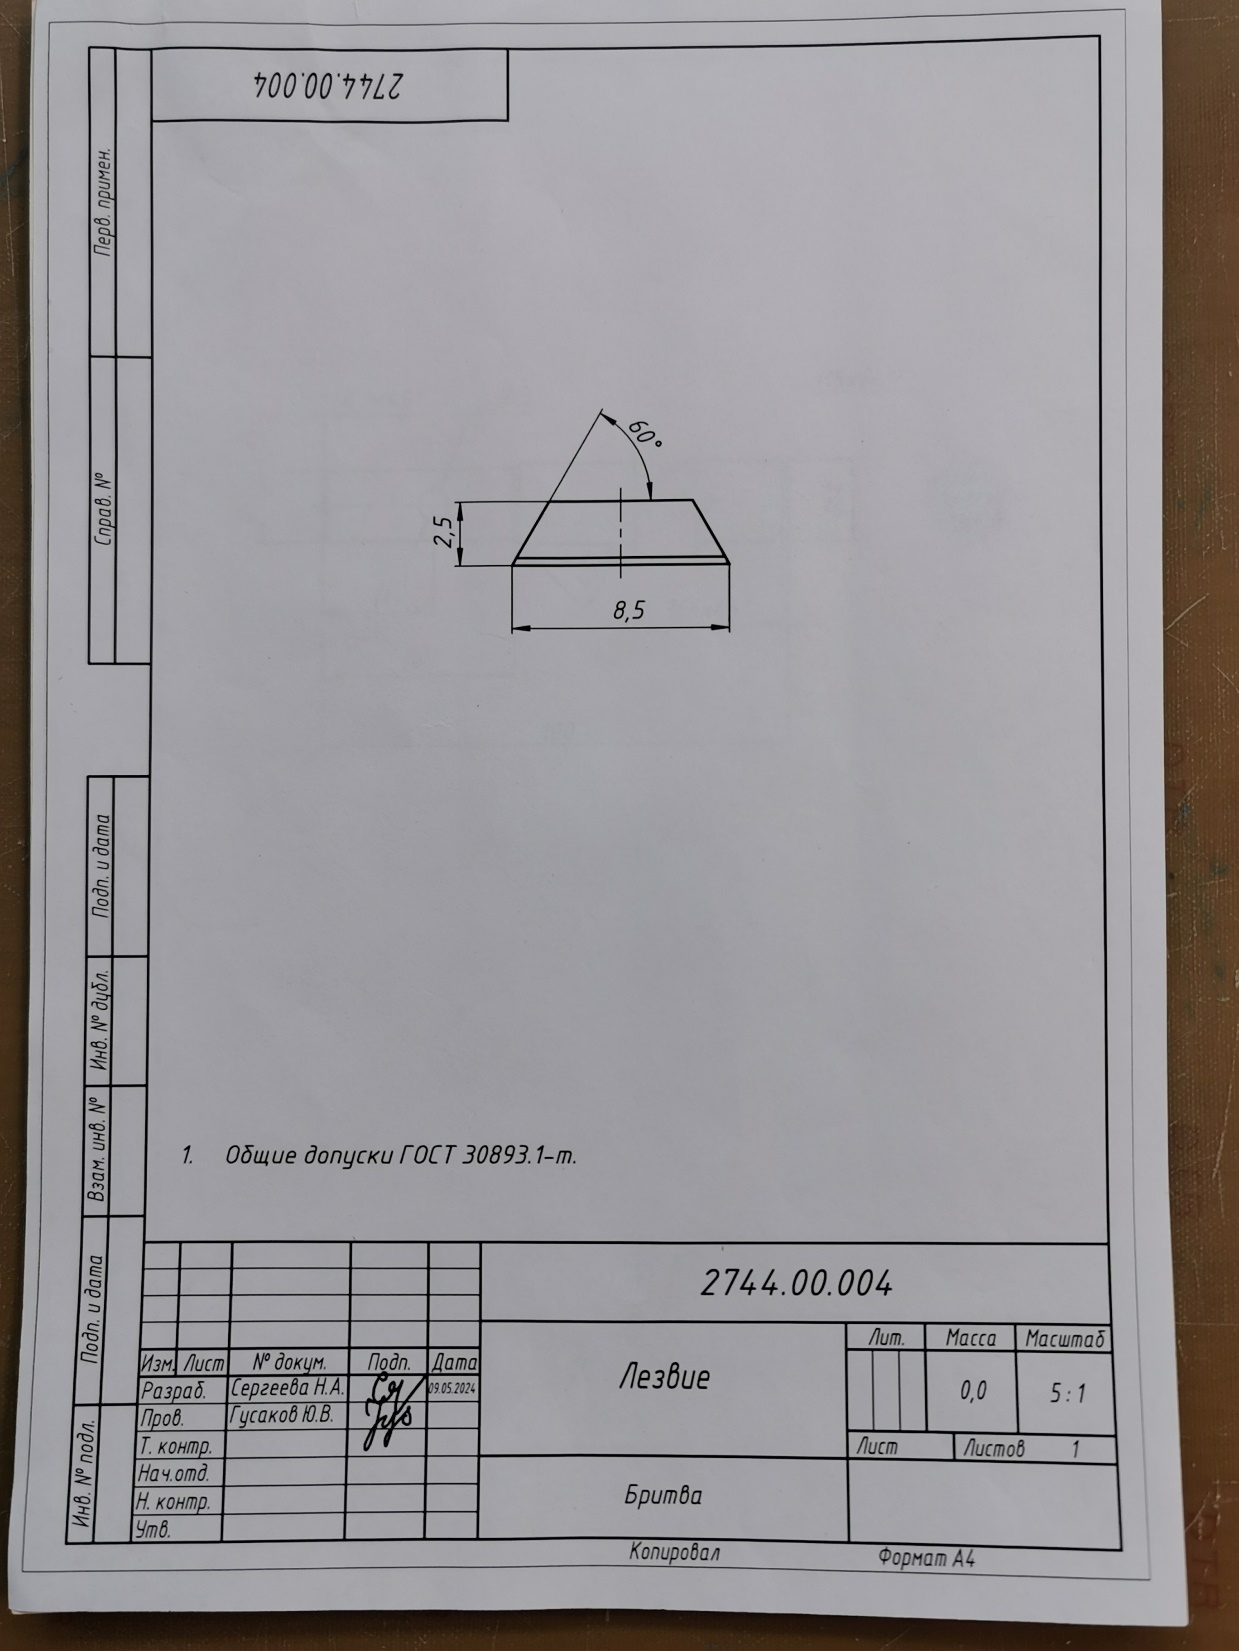 2744.00.004
Перв. примен.
Справ. №
60°
2,5
8,5
Подп. и дата
Инв. № дубл.
Взам. инв. №
Подп. и дата
Инв. № подл.
1. Общие допуски ГОСТ 30893.1-m.
2744.00.004
Изм. Лист № докум. Подп. Дата
Разраб. Сергеева Н.А. 09.05.2024
Пров. Гусаков Ю.В.
Т. контр.
Нач.отд.
Н. контр.
Утв.
Лезвие
Бритва
Лит. Масса Масштаб
0,0 5:1
Лист Листов 1
Копировал Формат А4